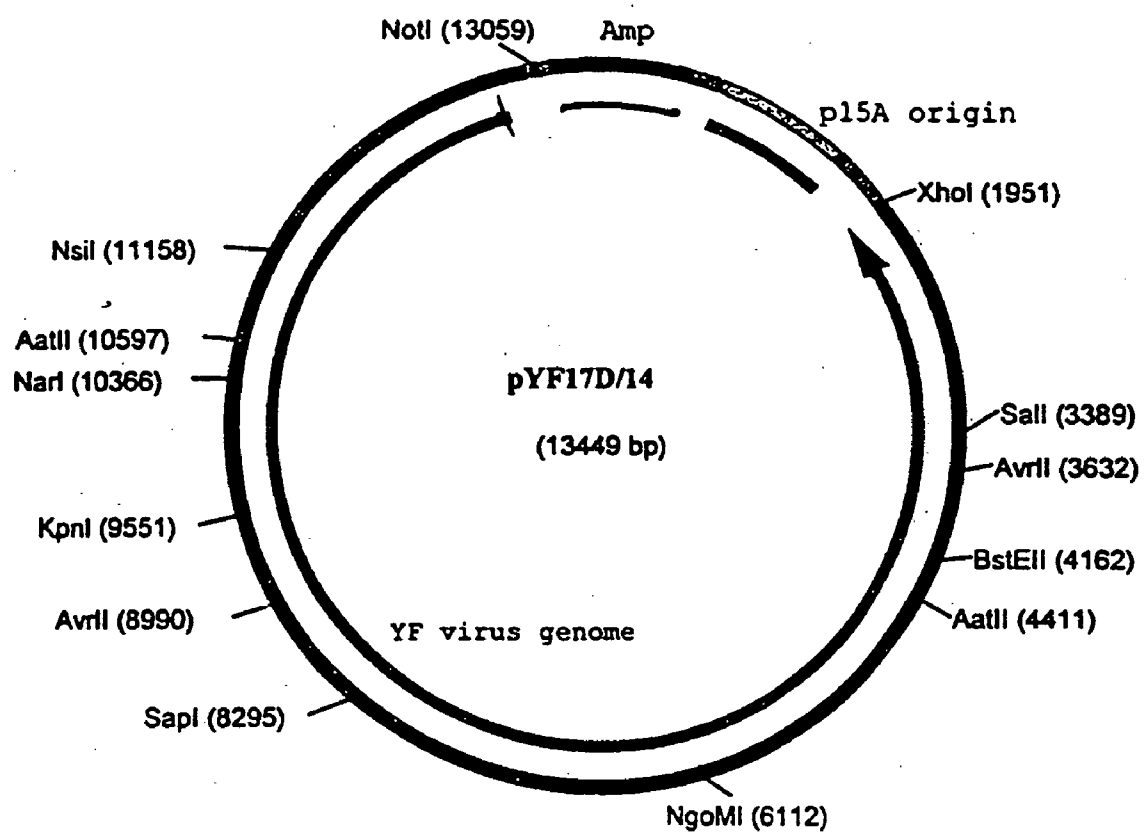 NotI (13059)
Amp
p15A origin
XhoI (1951)
NsiI (11158)
AatII (10597)
NarI (10366)
pYF17D/14
(13449 bp)
SalI (3389)
AvrII (3632)
KpnI (9551)
BstEII (4162)
AvrII (8990)
AatII (4411)
YF virus genome
SapI (8295)
NgoMI (6112)